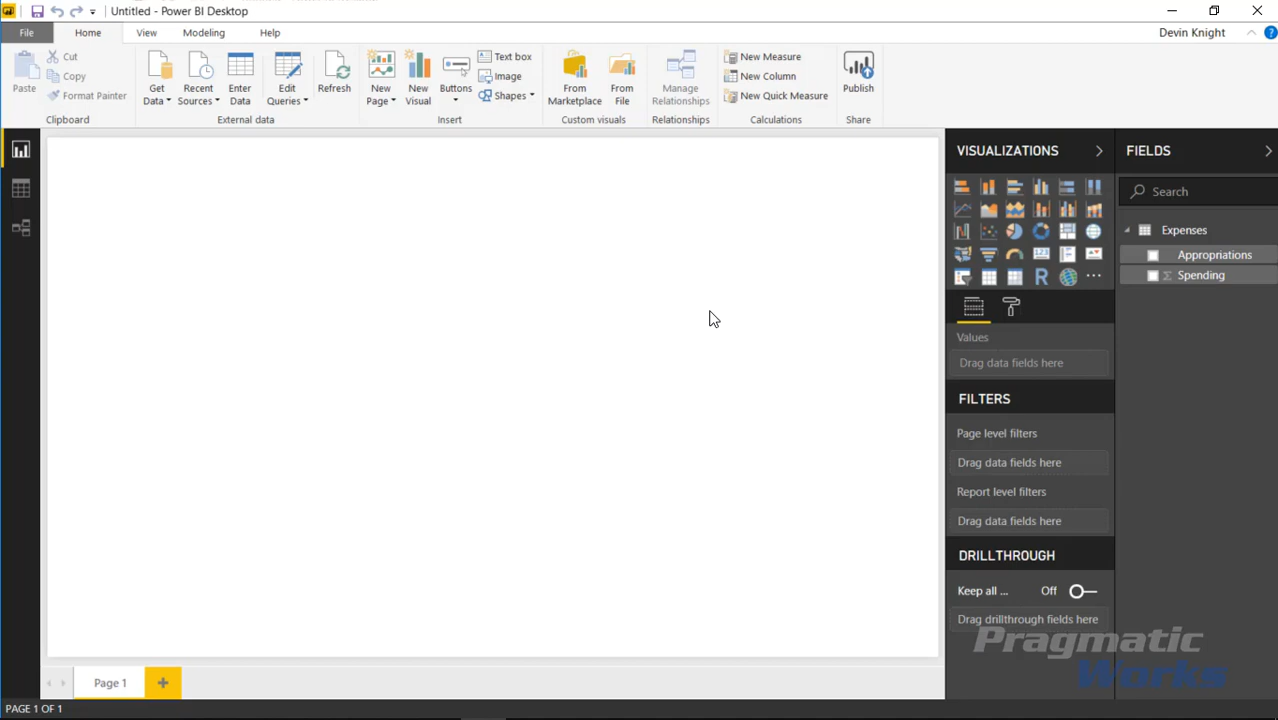 Untitled - Power BI Desktop
File Home View Modeling Help Devin Knight
Paste
Cut
Copy
Format Painter
Clipboard
Get Data
Recent Sources
Enter Data
Edit Queries
Refresh
External data
New Page
New Visual
Buttons
Text box
Image
Shapes
Insert
From Marketplace
From File
Custom visuals
Manage Relationships
Relationships
New Measure
New Column
New Quick Measure
Calculations
Publish
Share
VISUALIZATIONS
R
Values
Drag data fields here
FILTERS
Page level filters
Drag data fields here
Report level filters
Drag data fields here
DRILLTHROUGH
Keep all ... Off
Drag drillthrough fields here
FIELDS
Search
Expenses
Appropriations
Σ Spending
Pragmatic
Works
Page 1
PAGE 1 OF 1